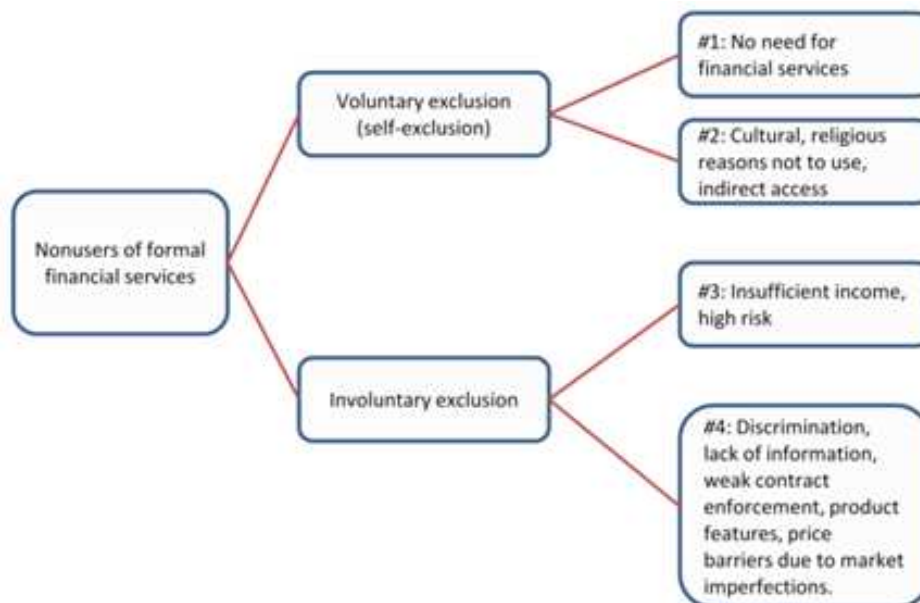 Nonusers of formal
financial services
Voluntary exclusion
(self-exclusion)
#1: No need for
financial services
#2: Cultural, religious
reasons not to use,
indirect access
Involuntary exclusion
#3: Insufficient income,
high risk
#4: Discrimination,
lack of information,
weak contract
enforcement, product
features, price
barriers due to market
imperfections.